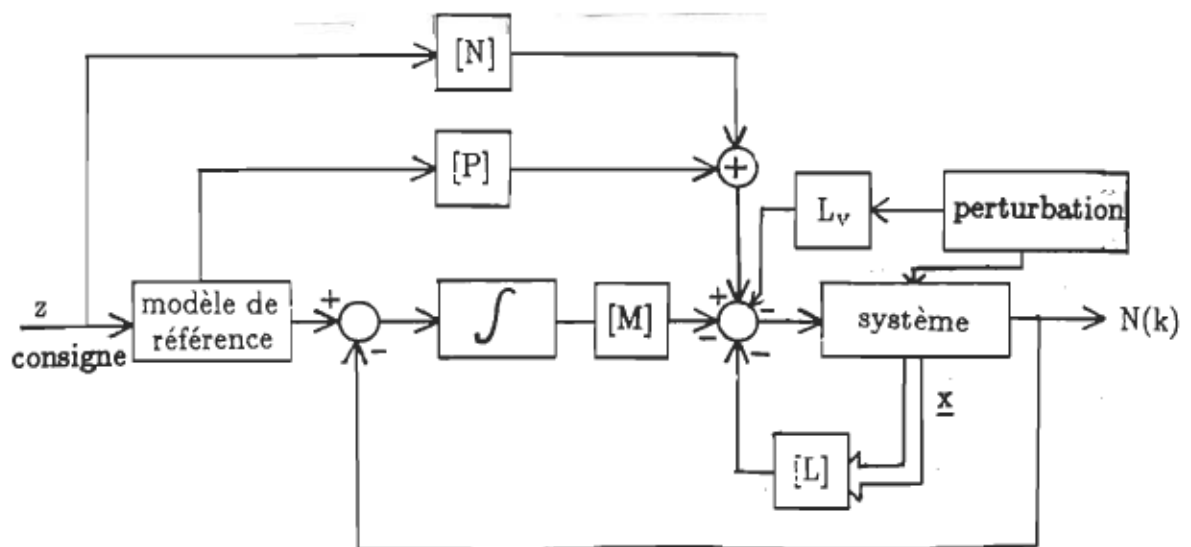 [N]
[P]
L_v
perturbation
z
consigne
modèle de
référence
+
-
∫
[M]
+
+
-
-
-
système
N(k)
x
[L]